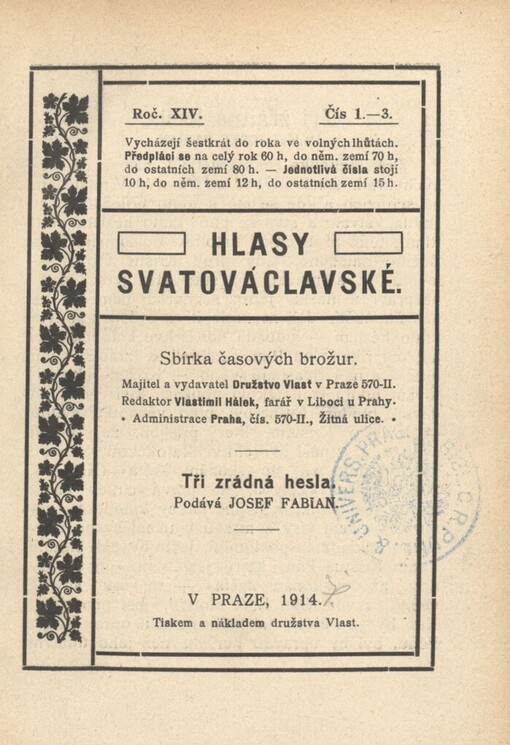 Roč. XIV. Čís 1.—3.
Vycházejí šestkrát do roka ve volných lhůtách.
Předplácí se na celý rok 60 h, do něm. zemí 70 h,
do ostatních zemí 80 h. — Jednotlivá čísla stojí
10 h, do něm. zemí 12 h, do ostatních zemí 15 h.
HLASY
SVATOVÁCLAVSKÉ.
Sbírka časových brožur.
Majitel a vydavatel Družstvo Vlast v Praze 570-II.
Redaktor Vlastimil Hálek, farář v Liboci u Prahy.
• Administrace Praha, čís. 570-II., Žitná ulice. •
Tři zrádná hesla.
Podává JOSEF FABIAN.
& UNIVERS. PRAG. C.R.
V PRAZE, 1914.
Tiskem a nákladem družstva Vlast.